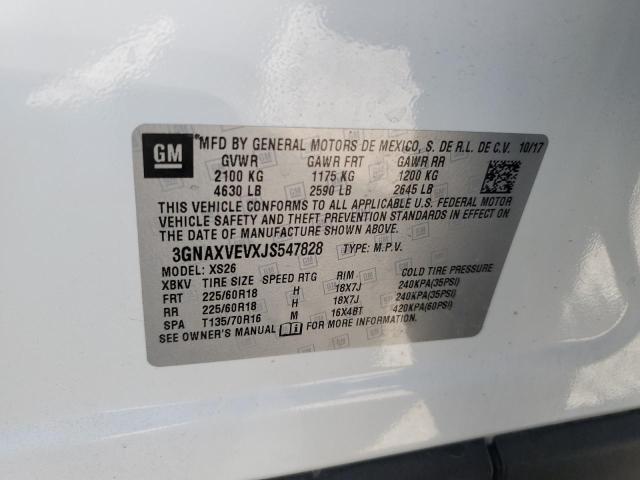 GM MFD BY GENERAL MOTORS DE MEXICO, S. DE R.L. DE C.V. 10/17
GVWR GAWR FRT GAWR RR
2100 KG 1175 KG 1200 KG
4630 LB 2590 LB 2645 LB
THIS VEHICLE CONFORMS TO ALL APPLICABLE U.S. FEDERAL MOTOR
VEHICLE SAFETY AND THEFT PREVENTION STANDARDS IN EFFECT ON
THE DATE OF MANUFACTURE SHOWN ABOVE.
3GNAXVEVXJS547828 TYPE: M.P.V.
MODEL: XS26
XBKV TIRE SIZE SPEED RTG RIM COLD TIRE PRESSURE
FRT 225/60R18 H 18X7J 240KPA(35PSI)
RR 225/60R18 H 18X7J 240KPA(35PSI)
SPA T135/70R16 M 16X4BT 420KPA(60PSI)
SEE OWNER'S MANUAL FOR MORE INFORMATION.